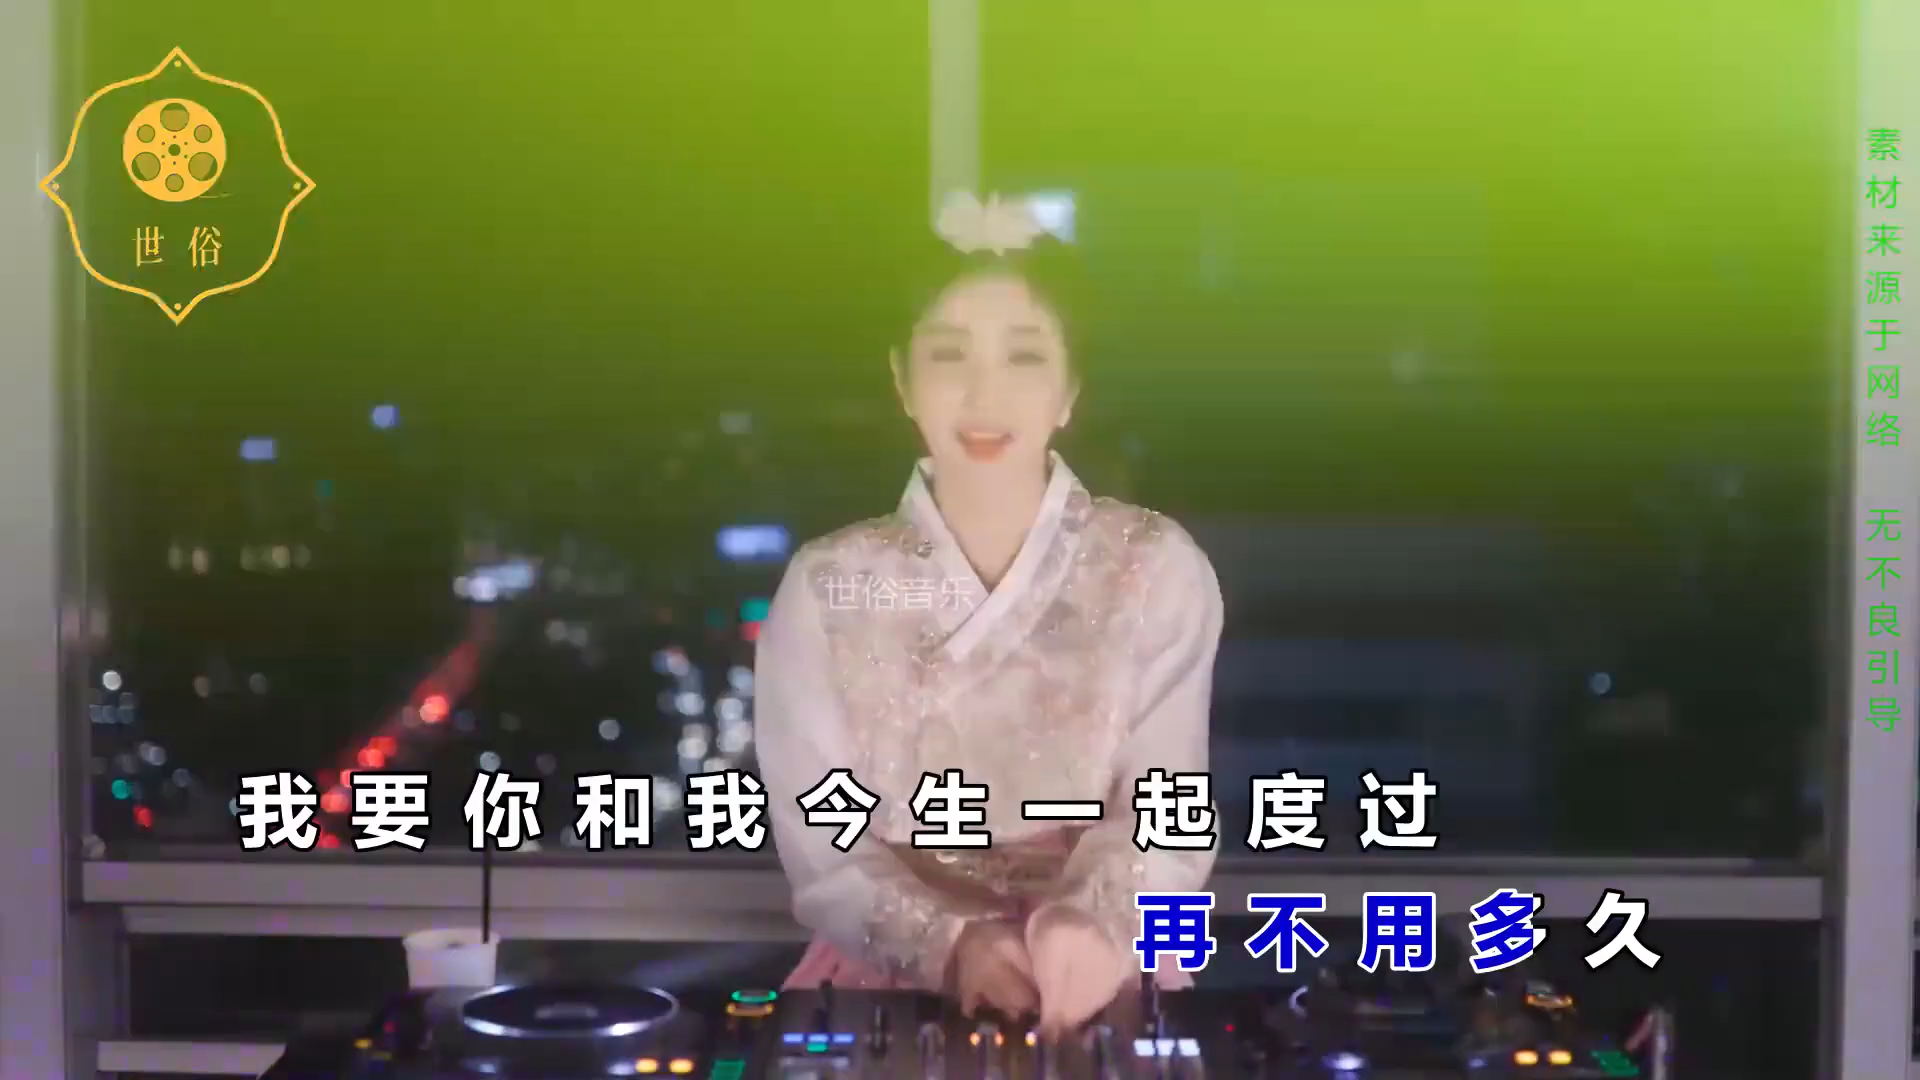 世俗
素材来源于网络 无不良引导
世俗音乐
我要你和我今生一起度过
再不用多久